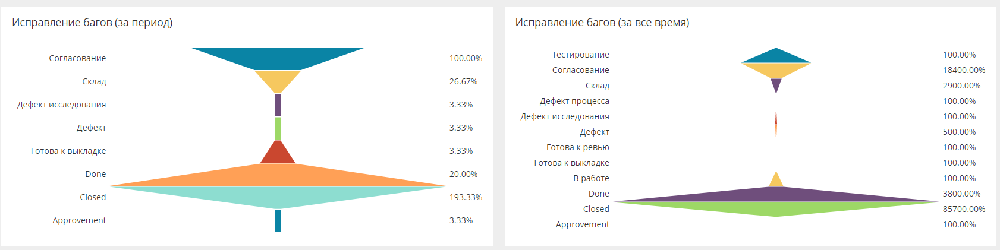 Исправление багов (за период)
Согласование 100.00%
Склад 26.67%
Дефект исследования 3.33%
Дефект 3.33%
Готова к выкладке 3.33%
Done 20.00%
Closed 193.33%
Approvement 3.33%
Исправление багов (за все время)
Тестирование 100.00%
Согласование 18400.00%
Склад 2900.00%
Дефект процесса 100.00%
Дефект исследования 100.00%
Дефект 500.00%
Готова к ревью 100.00%
Готова к выкладке 100.00%
В работе 100.00%
Done 3800.00%
Closed 85700.00%
Approvement 100.00%